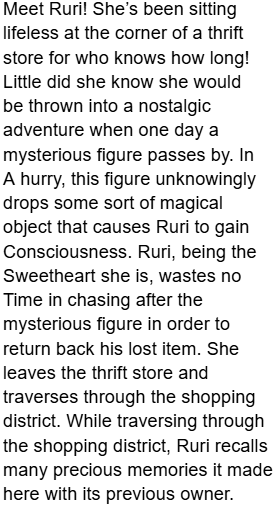 Meet Ruri! She’s been sitting
lifeless at the corner of a thrift
store for who knows how long!
Little did she know she would
be thrown into a nostalgic
adventure when one day a
mysterious figure passes by. In
A hurry, this figure unknowingly
drops some sort of magical
object that causes Ruri to gain
Consciousness. Ruri, being the
Sweetheart she is, wastes no
Time in chasing after the
mysterious figure in order to
return back his lost item. She
leaves the thrift store and
traverses through the shopping
district. While traversing through
the shopping district, Ruri recalls
many precious memories it made
here with its previous owner.